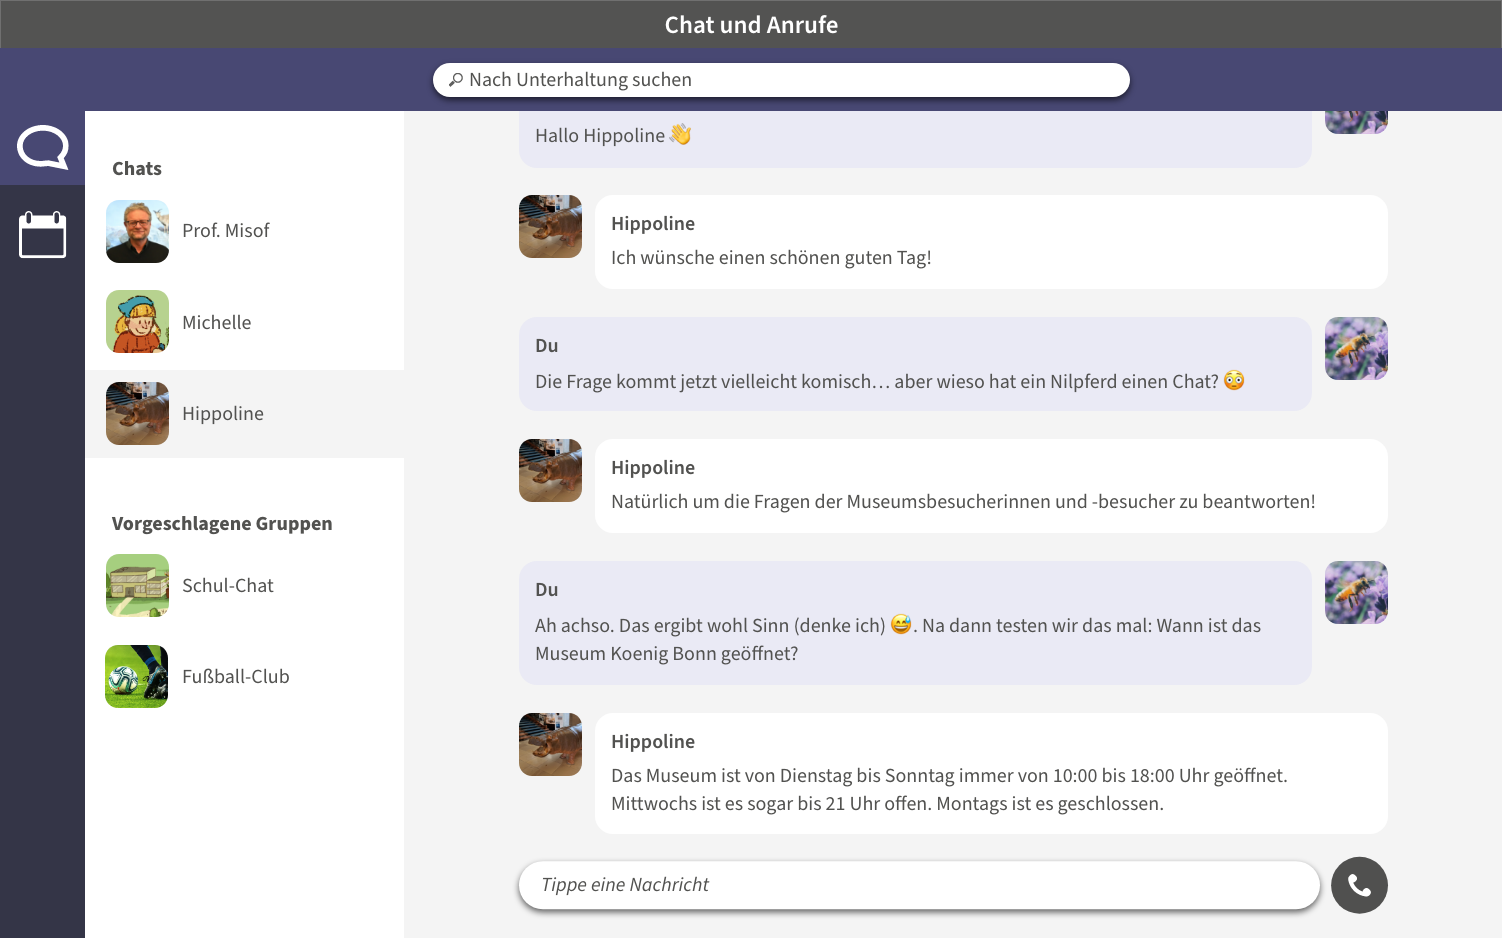 Chat und Anrufe
Nach Unterhaltung suchen
Chats
Prof. Misof
Michelle
Hippoline
Vorgeschlagene Gruppen
Schul-Chat
Fußball-Club
Hallo Hippoline 👋
Hippoline
Ich wünsche einen schönen guten Tag!
Du
Die Frage kommt jetzt vielleicht komisch… aber wieso hat ein Nilpferd einen Chat? 😳
Hippoline
Natürlich um die Fragen der Museumsbesucherinnen und -besucher zu beantworten!
Du
Ah achso. Das ergibt wohl Sinn (denke ich) 😅. Na dann testen wir das mal: Wann ist das
Museum Koenig Bonn geöffnet?
Hippoline
Das Museum ist von Dienstag bis Sonntag immer von 10:00 bis 18:00 Uhr geöffnet.
Mittwochs ist es sogar bis 21 Uhr offen. Montags ist es geschlossen.
Tippe eine Nachricht